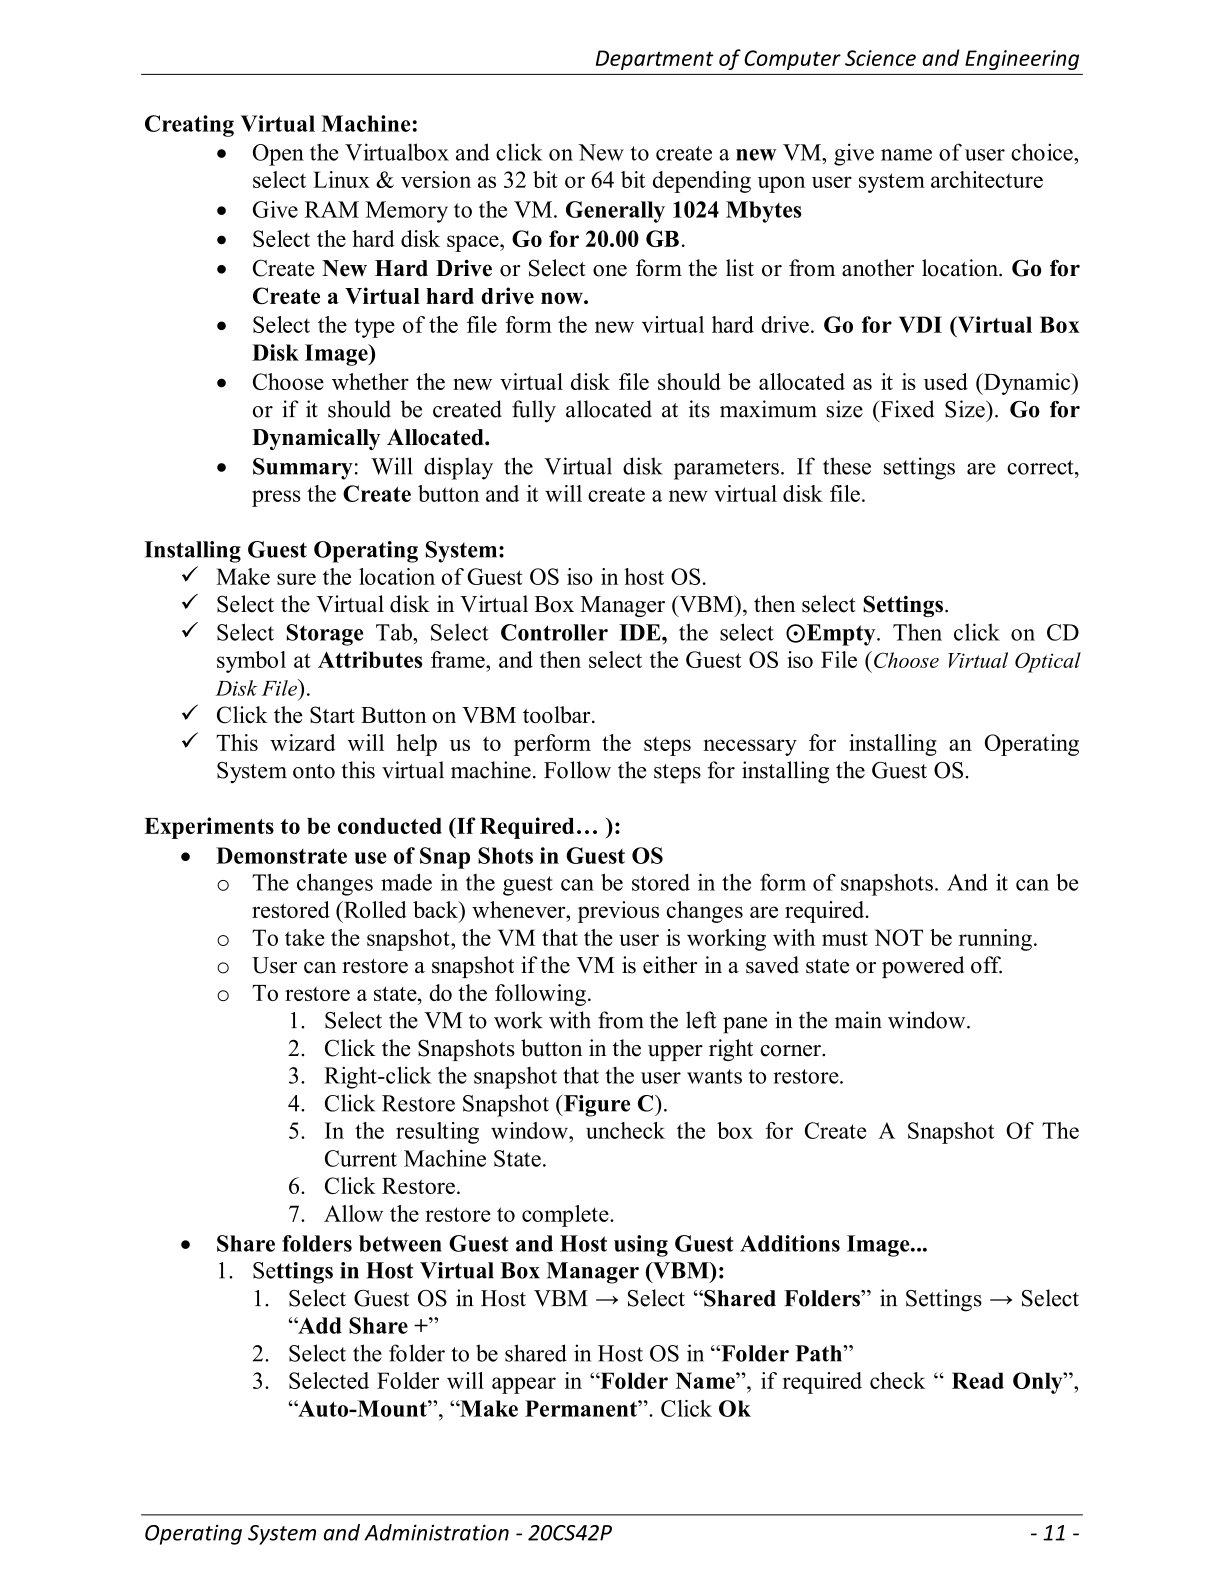 Department of Computer Science and Engineering
Creating Virtual Machine:
• Open the Virtualbox and click on New to create a new VM, give name of user choice,
select Linux & version as 32 bit or 64 bit depending upon user system architecture
• Give RAM Memory to the VM. Generally 1024 Mbytes
• Select the hard disk space, Go for 20.00 GB.
• Create New Hard Drive or Select one form the list or from another location. Go for
Create a Virtual hard drive now.
• Select the type of the file form the new virtual hard drive. Go for VDI (Virtual Box
Disk Image)
• Choose whether the new virtual disk file should be allocated as it is used (Dynamic)
or if it should be created fully allocated at its maximum size (Fixed Size). Go for
Dynamically Allocated.
• Summary: Will display the Virtual disk parameters. If these settings are correct,
press the Create button and it will create a new virtual disk file.
Installing Guest Operating System:
✓ Make sure the location of Guest OS iso in host OS.
✓ Select the Virtual disk in Virtual Box Manager (VBM), then select Settings.
✓ Select Storage Tab, Select Controller IDE, the select ⊙Empty. Then click on CD
symbol at Attributes frame, and then select the Guest OS iso File (Choose Virtual Optical
Disk File).
✓ Click the Start Button on VBM toolbar.
✓ This wizard will help us to perform the steps necessary for installing an Operating
System onto this virtual machine. Follow the steps for installing the Guest OS.
Experiments to be conducted (If Required… ):
• Demonstrate use of Snap Shots in Guest OS
o The changes made in the guest can be stored in the form of snapshots. And it can be
restored (Rolled back) whenever, previous changes are required.
o To take the snapshot, the VM that the user is working with must NOT be running.
o User can restore a snapshot if the VM is either in a saved state or powered off.
o To restore a state, do the following.
1. Select the VM to work with from the left pane in the main window.
2. Click the Snapshots button in the upper right corner.
3. Right-click the snapshot that the user wants to restore.
4. Click Restore Snapshot (Figure C).
5. In the resulting window, uncheck the box for Create A Snapshot Of The
Current Machine State.
6. Click Restore.
7. Allow the restore to complete.
• Share folders between Guest and Host using Guest Additions Image...
1. Settings in Host Virtual Box Manager (VBM):
1. Select Guest OS in Host VBM → Select “Shared Folders” in Settings → Select
“Add Share +”
2. Select the folder to be shared in Host OS in “Folder Path”
3. Selected Folder will appear in “Folder Name”, if required check “ Read Only”,
“Auto-Mount”, “Make Permanent”. Click Ok
Operating System and Administration - 20CS42P - 11 -